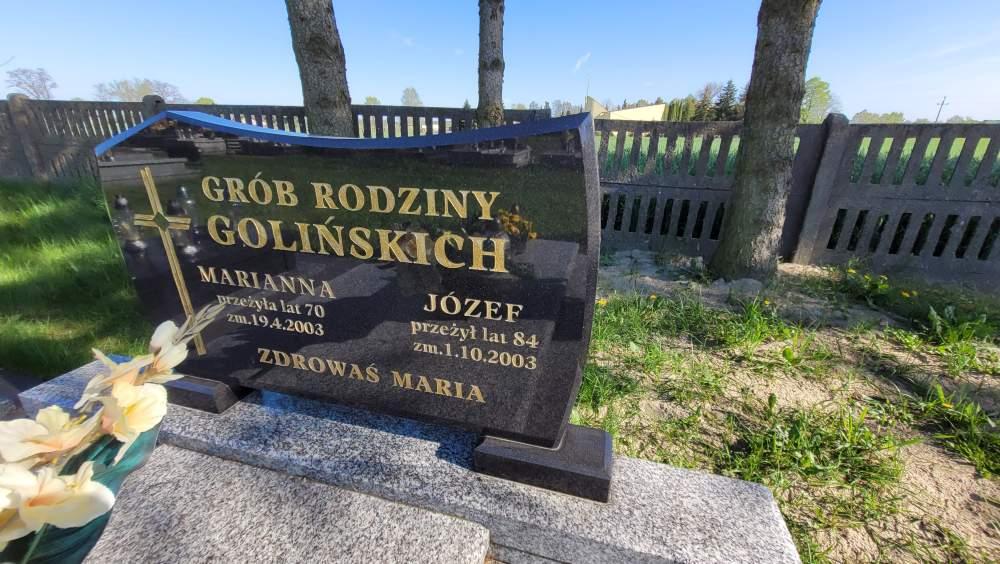 GRÓB RODZINY
GOLIŃSKICH
MARIANNA
przeżyła lat 70
zm.19.4.2003
JÓZEF
przeżył lat 84
zm.1.10.2003
ZDROWAŚ MARIA